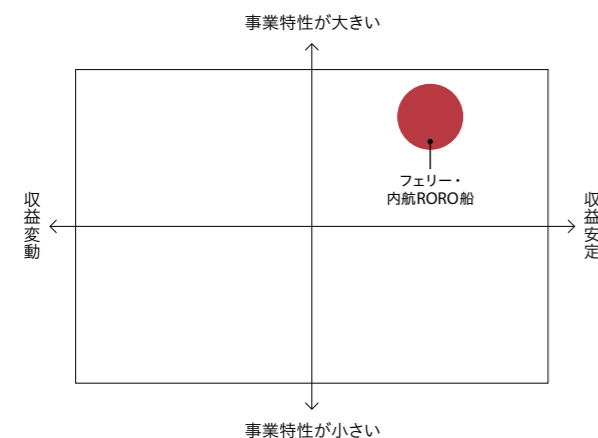 事業特性が大きい
フェリー・
内航RORO船
収益変動
収益安定
事業特性が小さい